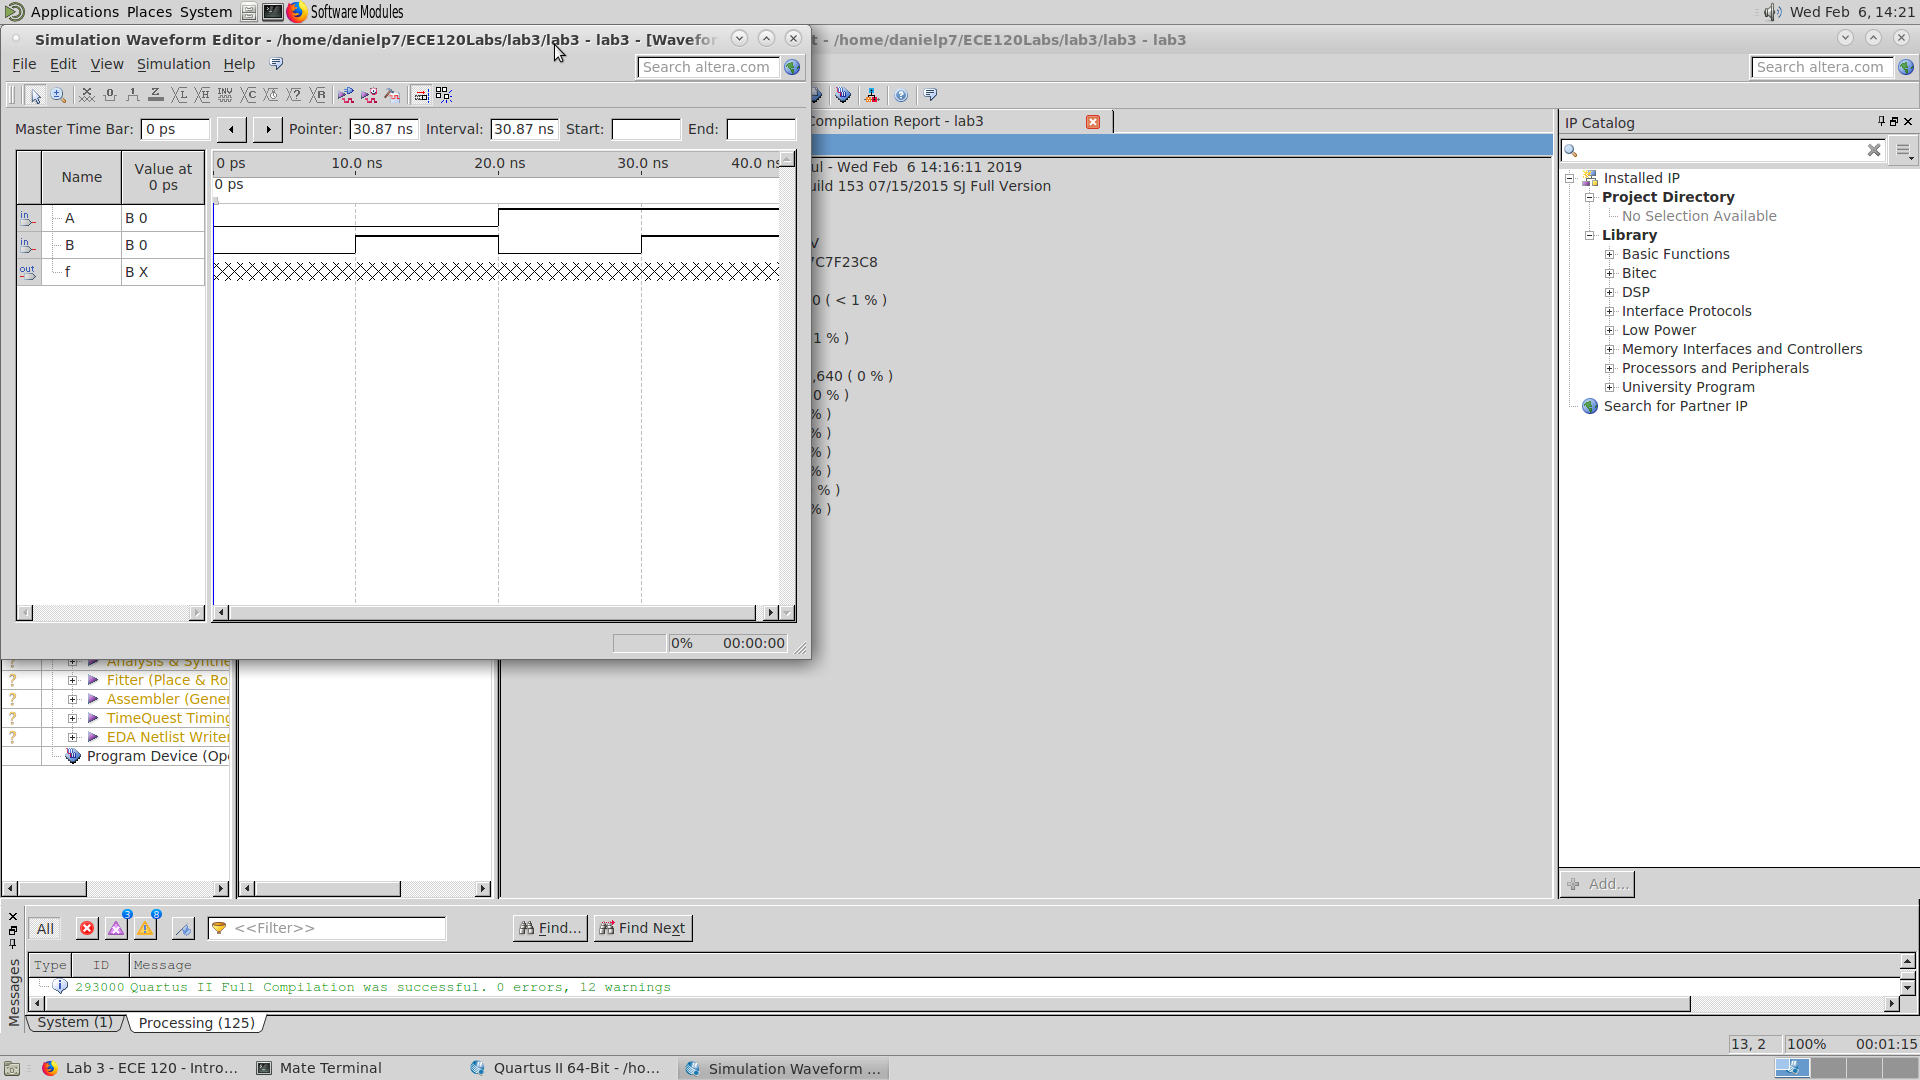 Applications Places System Software Modules Wed Feb 6, 14:21
Simulation Waveform Editor - /home/danielp7/ECE120Labs/lab3/lab3 - lab3 - [Wavefor
t - /home/danielp7/ECE120Labs/lab3/lab3 - lab3
File Edit View Simulation Help Search altera.com
Search altera.com
Master Time Bar: 0 ps Pointer: 30.87 ns Interval: 30.87 ns Start: End:
Compilation Report - lab3
IP Catalog
Name Value at 0 ps
0 ps 10.0 ns 20.0 ns 30.0 ns 40.0 ns
0 ps
in A B 0
in B B 0
out f B X
ul - Wed Feb 6 14:16:11 2019
uild 153 07/15/2015 SJ Full Version
V
7C7F23C8
0 ( < 1 % )
1 % )
,640 ( 0 % )
0 % )
% )
% )
% )
% )
% )
% )
Installed IP
Project Directory
No Selection Available
Library
Basic Functions
Bitec
DSP
Interface Protocols
Low Power
Memory Interfaces and Controllers
Processors and Peripherals
University Program
Search for Partner IP
Add...
0% 00:00:00
? Analysis & Synthe
? Fitter (Place & Ro
? Assembler (Gener
? TimeQuest Timing
? EDA Netlist Writer
Program Device (Ope
Messages
All 3 8 <<Filter>> Find... Find Next
Type ID Message
293000 Quartus II Full Compilation was successful. 0 errors, 12 warnings
System (1) Processing (125)
13, 2 100% 00:01:15
Lab 3 - ECE 120 - Intro... Mate Terminal Quartus II 64-Bit - /ho... Simulation Waveform ...